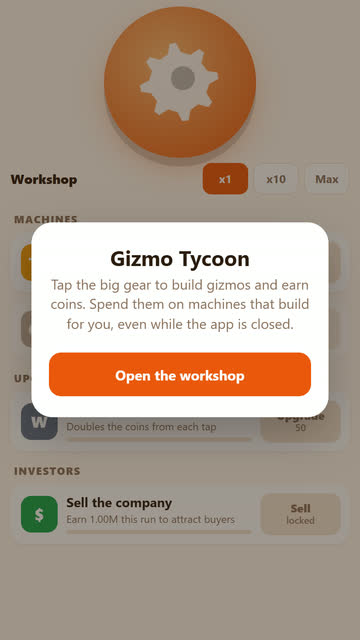 Workshop
x1
x10
Max
MACHINES
Gizmo Tycoon
Tap the big gear to build gizmos and earn
coins. Spend them on machines that build
for you, even while the app is closed.
Open the workshop
W
Doubles the coins from each tap
Upgrade
50
INVESTORS
$
Sell the company
Earn 1.00M this run to attract buyers
Sell
locked